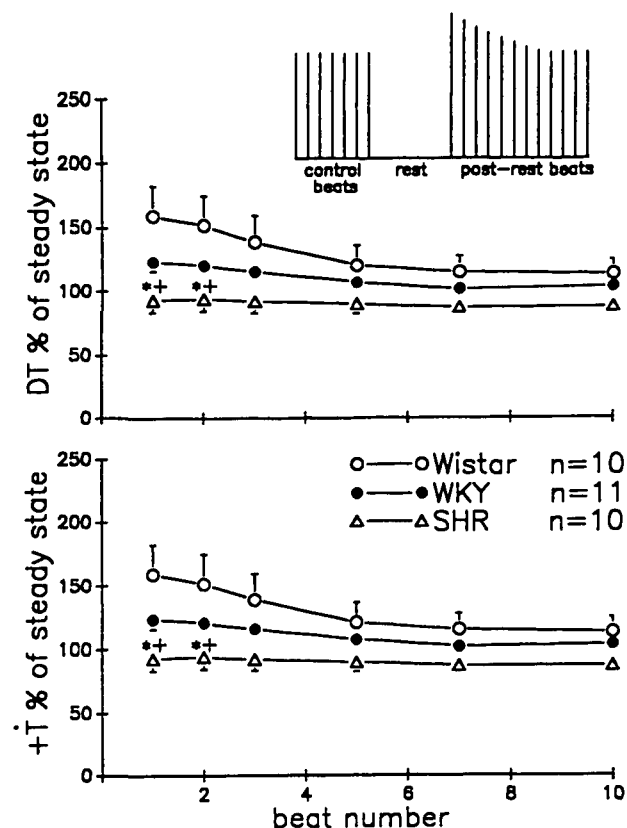 250
200
150
100
50
0
DT % of steady state
control beats
rest
post-rest beats
*+ *+
250
200
150
100
50
0
+Ṫ % of steady state
Wistar n=10
WKY n=11
SHR n=10
*+ *+
2 4 6 8 10
beat number